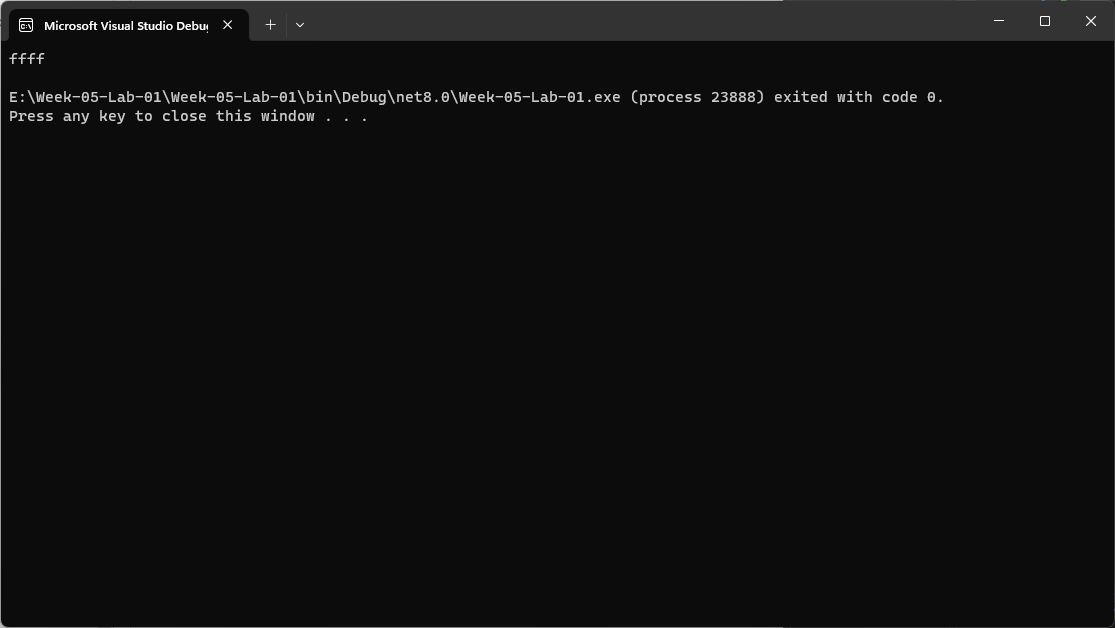 Microsoft Visual Studio Debu
ffff
E:\Week-05-Lab-01\Week-05-Lab-01\bin\Debug\net8.0\Week-05-Lab-01.exe (process 23888) exited with code 0.
Press any key to close this window . . .